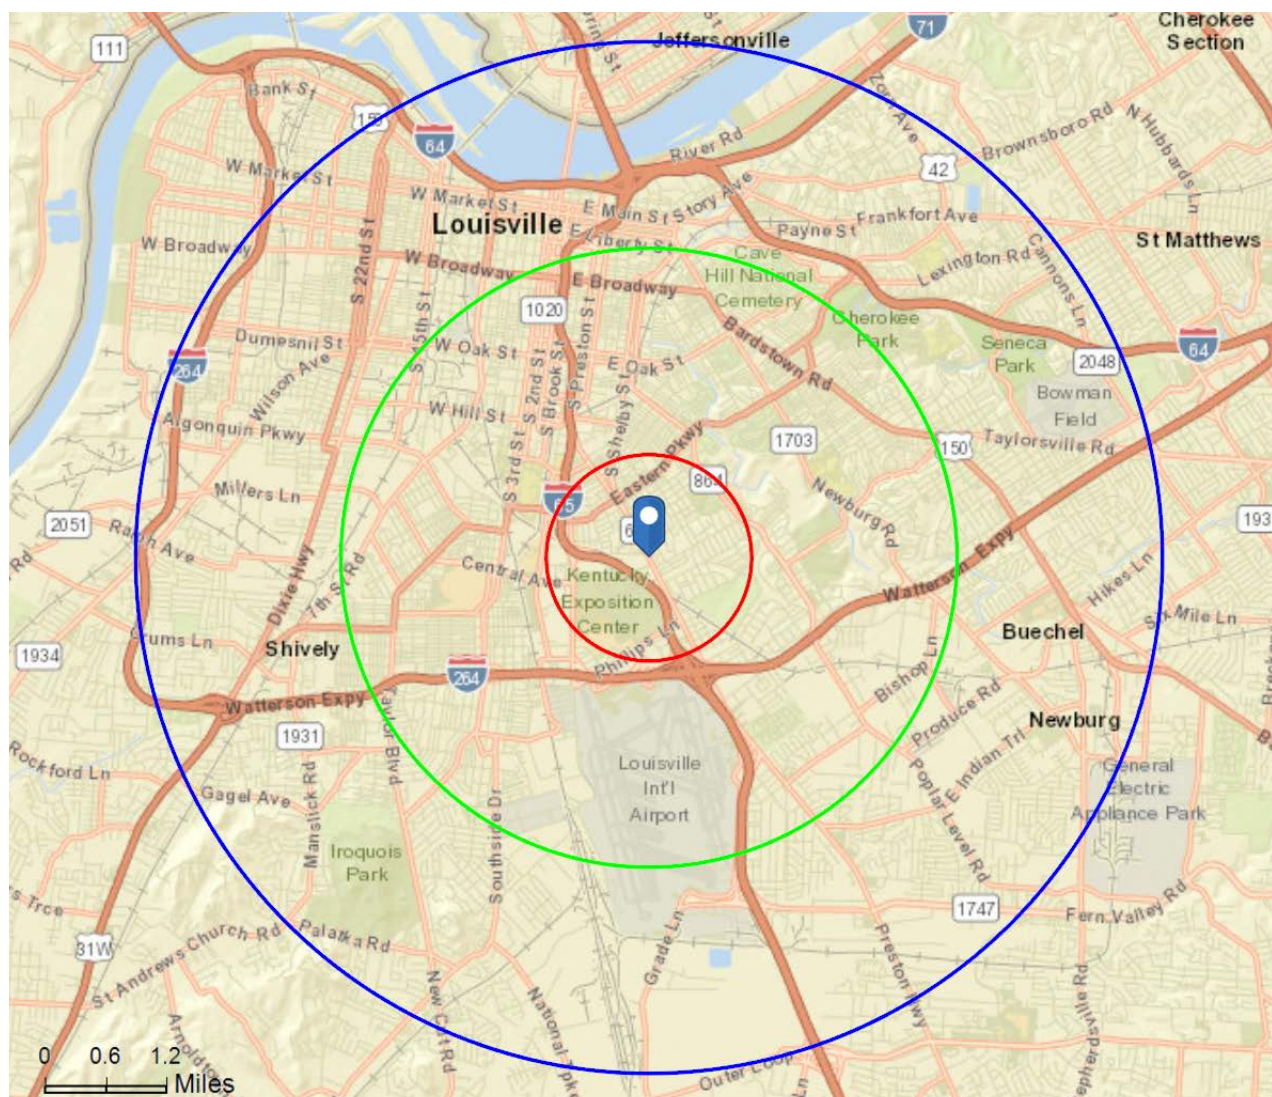 Cherokee
Section
71
111
Jeffersonville
Zorn Ave
Bank St
N Hubbards Ln
Brownsboro Rd
64
River Rd
42
W Market St
W Market St
E Main St
Story Ave
Frankfort Ave
Louisville
Payne St
E Liberty St
St Matthews
W Broadway
W Broadway
Cave
Hill National
Cemetery
Lexington Rd
Cannons Ln
S 22nd St
E Broadway
1020
S 15th St
S Preston St
Cherokee
Park
Bardstown Rd
Dumesnil St
W Oak St
Seneca
Park
64
2048
264
Wilson Ave
E Oak St
S 2nd St
S Brook St
Bowman
Field
Algonquin Pkwy
W Hill St
S Shelby St
1703
150
Taylorsville Rd
S 3rd St
Eastern Pkwy
864
Millers Ln
65
Newburg Rd
2051
Ralph Ave
Dixie Hwy
7th St Rd
Central Ave
Kentucky
Exposition
Center
Watterson Expy
Hikes Ln
Crums Ln
Shively
Six Mile Ln
Buechel
1934
Phillips Ln
264
Bishop Ln
Watterson Expy
Taylor Blvd
Produce Rd
Newburg
1931
Rockford Ln
Louisville
Int'l
Airport
E Indian Trl
General
Electric
Appliance Park
Gagel Ave
Manslick Rd
Southside Dr
Poplar Level Rd
Iroquois
Park
1747
Fern Valley Rd
31W
St Andrews Church Rd
Palatka Rd
Grade Ln
Preston Hwy
New Cut Rd
0 0.6 1.2
Miles
Outer Loop